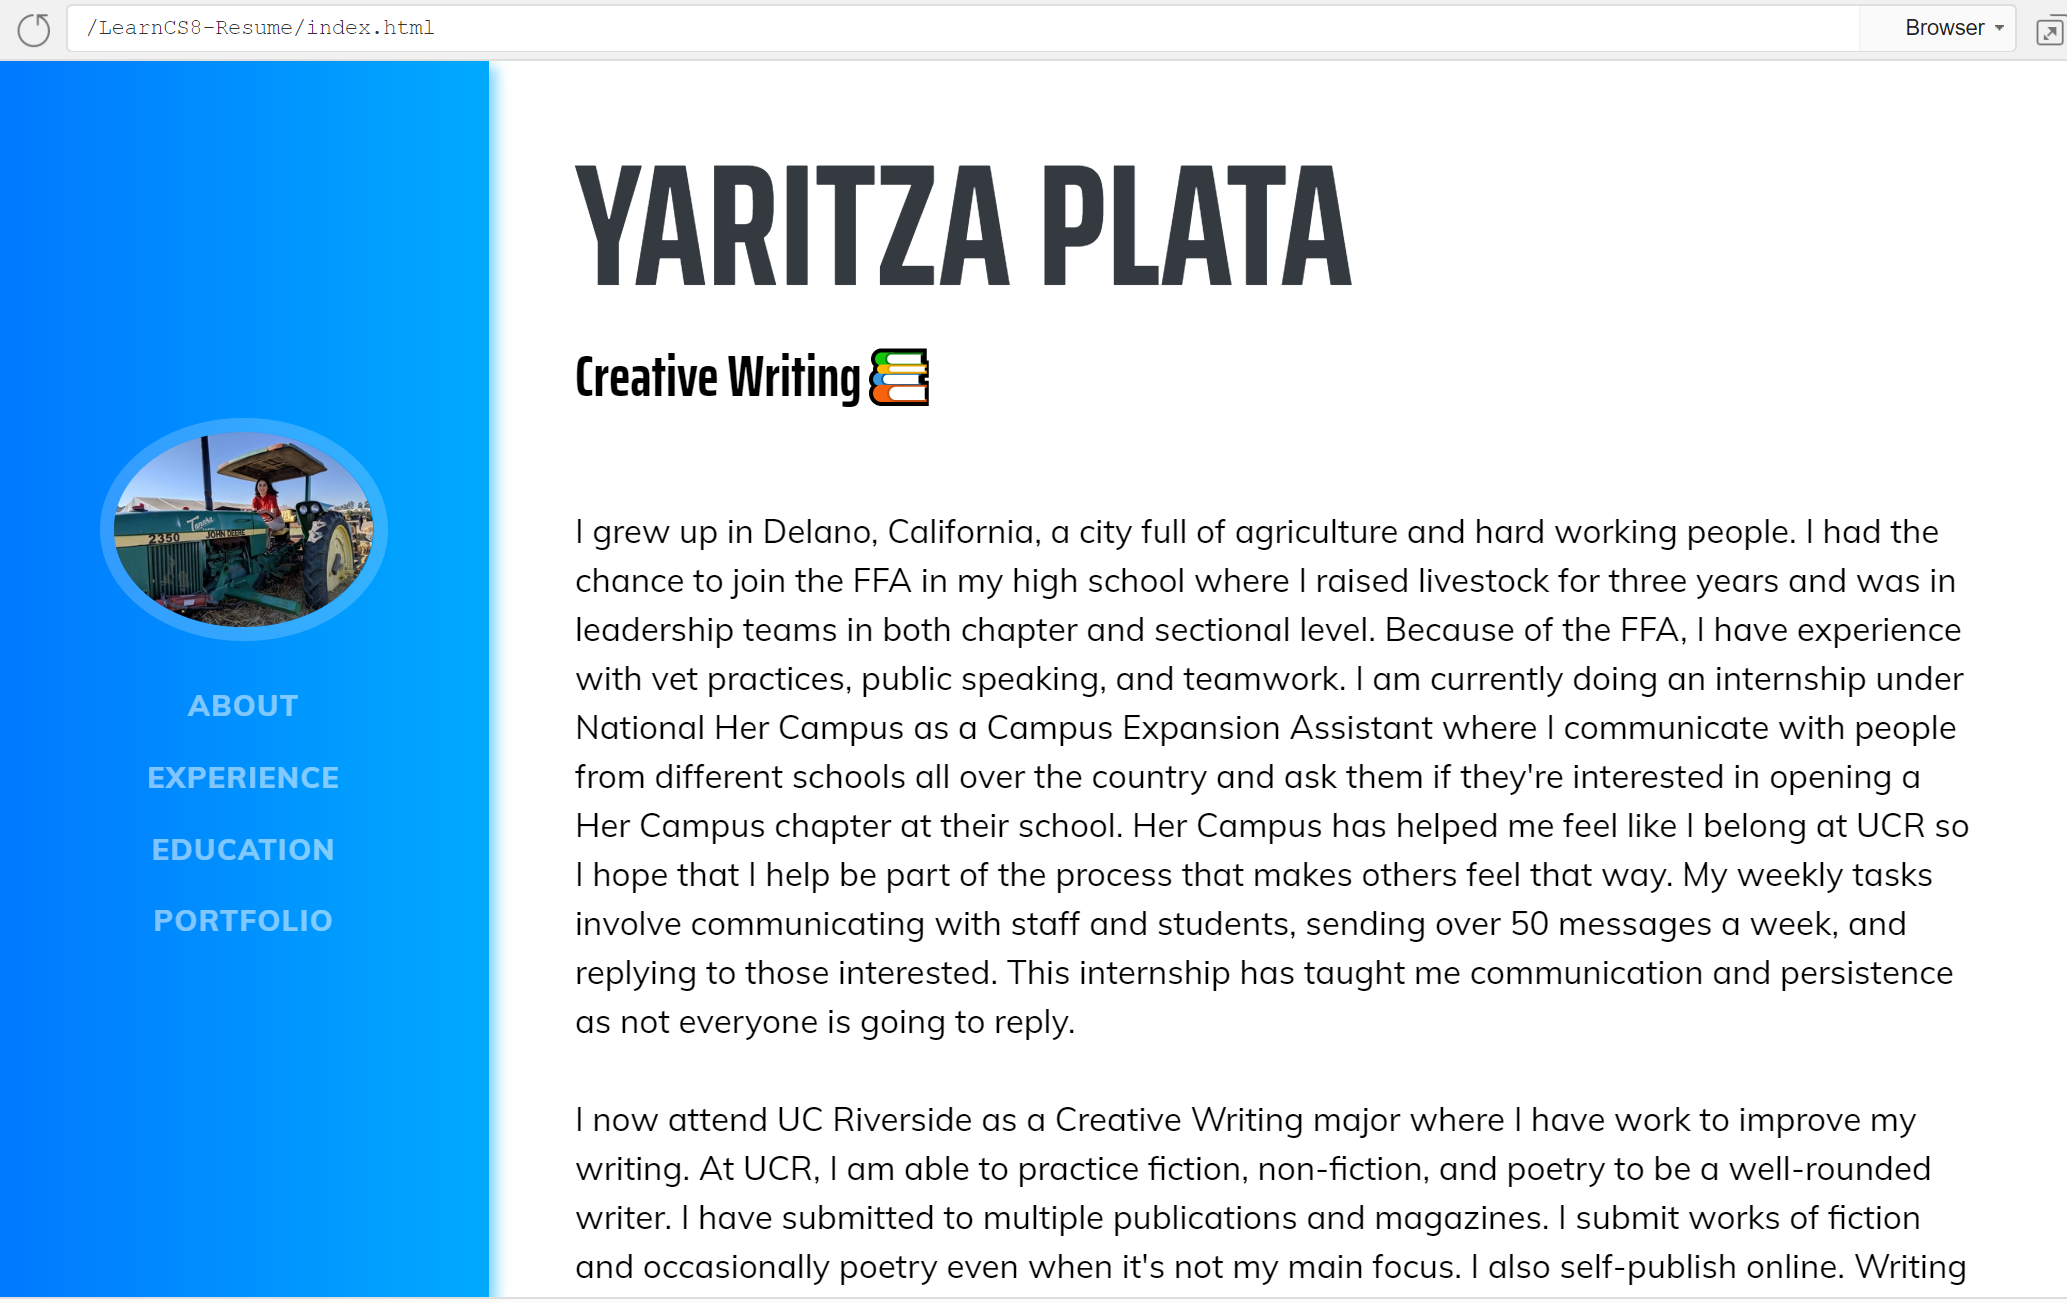 /LearnCS8-Resume/index.html
Browser
YARITZA PLATA
Creative Writing
2350
JOHN DEERE
ABOUT
EXPERIENCE
EDUCATION
PORTFOLIO
I grew up in Delano, California, a city full of agriculture and hard working people. I had the
chance to join the FFA in my high school where I raised livestock for three years and was in
leadership teams in both chapter and sectional level. Because of the FFA, I have experience
with vet practices, public speaking, and teamwork. I am currently doing an internship under
National Her Campus as a Campus Expansion Assistant where I communicate with people
from different schools all over the country and ask them if they're interested in opening a
Her Campus chapter at their school. Her Campus has helped me feel like I belong at UCR so
I hope that I help be part of the process that makes others feel that way. My weekly tasks
involve communicating with staff and students, sending over 50 messages a week, and
replying to those interested. This internship has taught me communication and persistence
as not everyone is going to reply.
I now attend UC Riverside as a Creative Writing major where I have work to improve my
writing. At UCR, I am able to practice fiction, non-fiction, and poetry to be a well-rounded
writer. I have submitted to multiple publications and magazines. I submit works of fiction
and occasionally poetry even when it's not my main focus. I also self-publish online. Writing